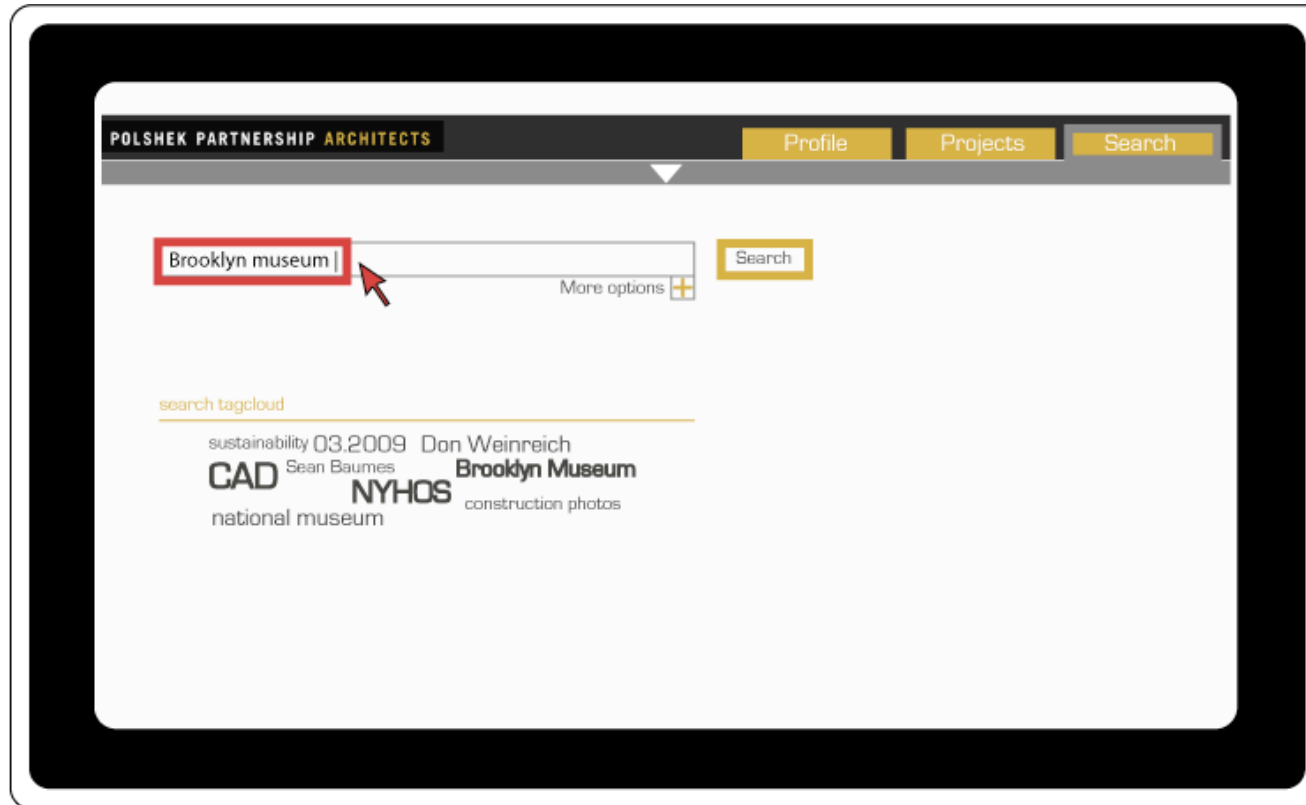 POLSHEK PARTNERSHIP ARCHITECTS
Profile
Projects
Search
Brooklyn museum
Search
More options
search tagcloud
sustainability 03.2009 Don Weinreich
CAD Sean Baumes NYHOS Brooklyn Museum
construction photos
national museum